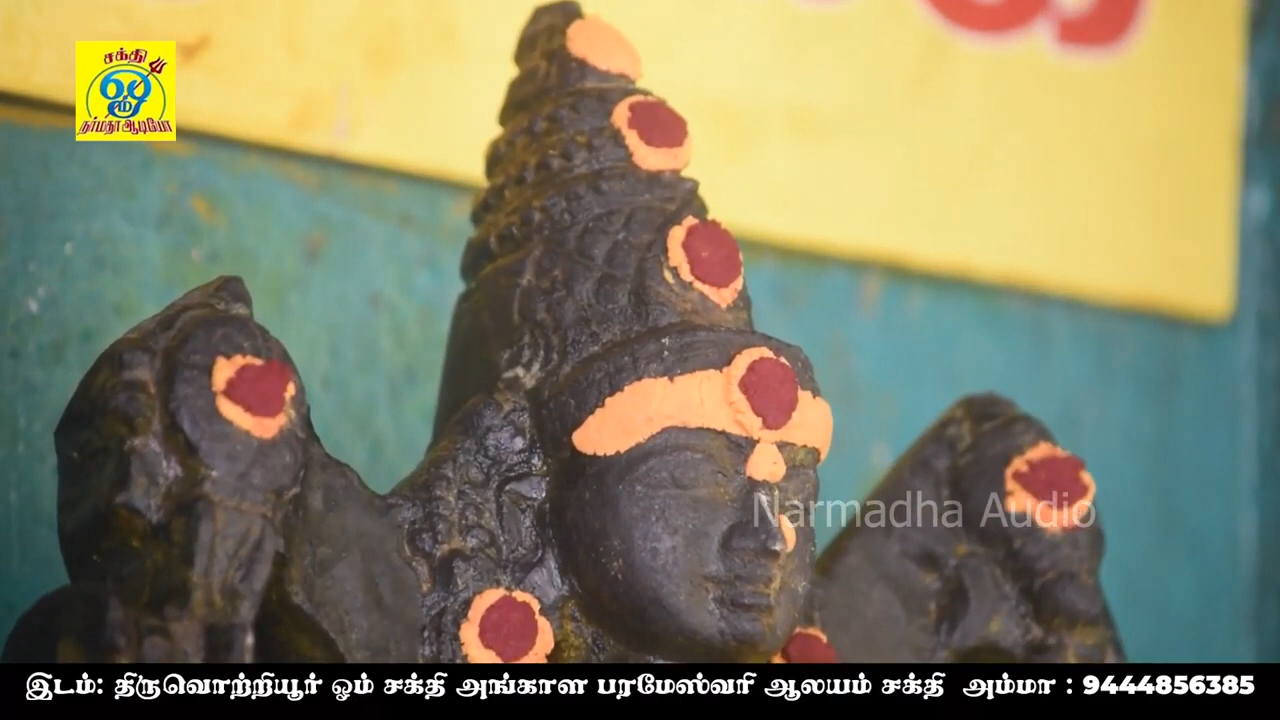 சக்தி
ஓம்
நர்மதா ஆடியோ
Narmadha Audio
இடம்: திருவொற்றியூர் ஓம் சக்தி அங்காள பரமேஸ்வரி ஆலயம் சக்தி அம்மா : 9444856385